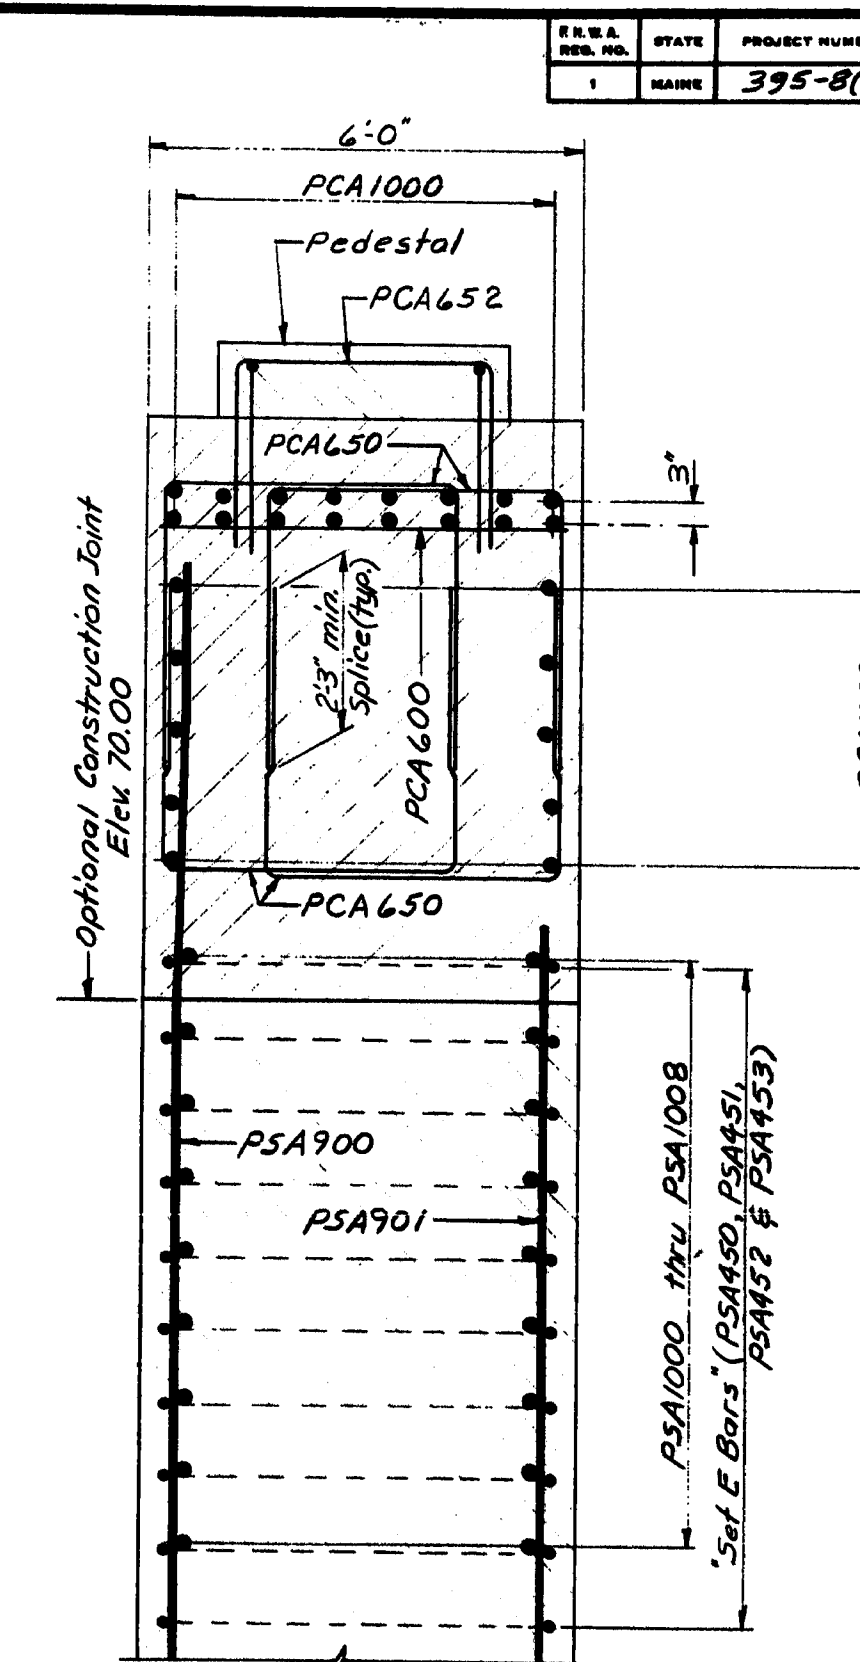 F.H.W.A. REG. NO. STATE PROJECT NUM
1 MAINE 395-8(
6'-0"
PCA1000
Pedestal
PCA652
PCA650
3"
Optional Construction Joint
Elev. 70.00
2'-3" min.
Splice (typ.)
PCA600
PCA650
PSA900
PSA901
PSA1000 thru PSA1008
"Set E Bars" (PSA450, PSA451,
PSA452 & PSA453)